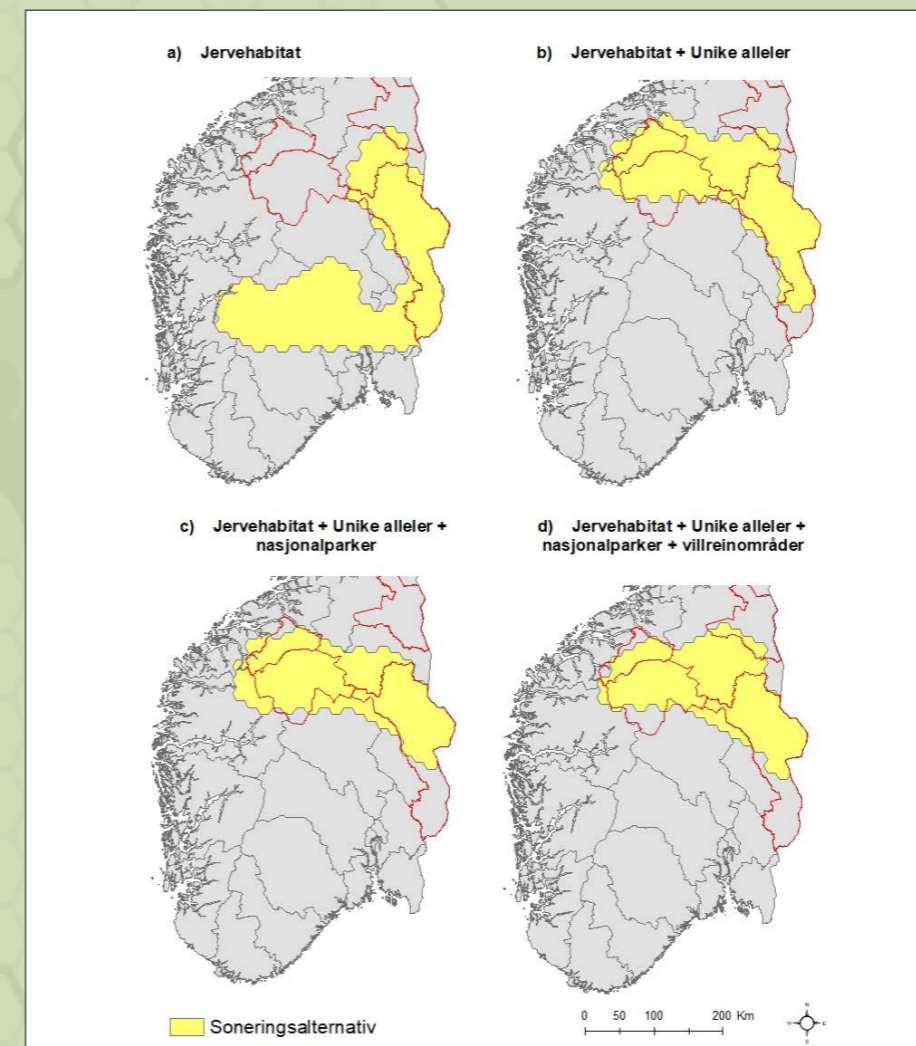 a) Jervehabitat
b) Jervehabitat + Unike alleler
c) Jervehabitat + Unike alleler +
nasjonalparker
d) Jervehabitat + Unike alleler +
nasjonalparker + villreinområder
Soneringsalternativ
0 50 100 200 Km
N
W E
S